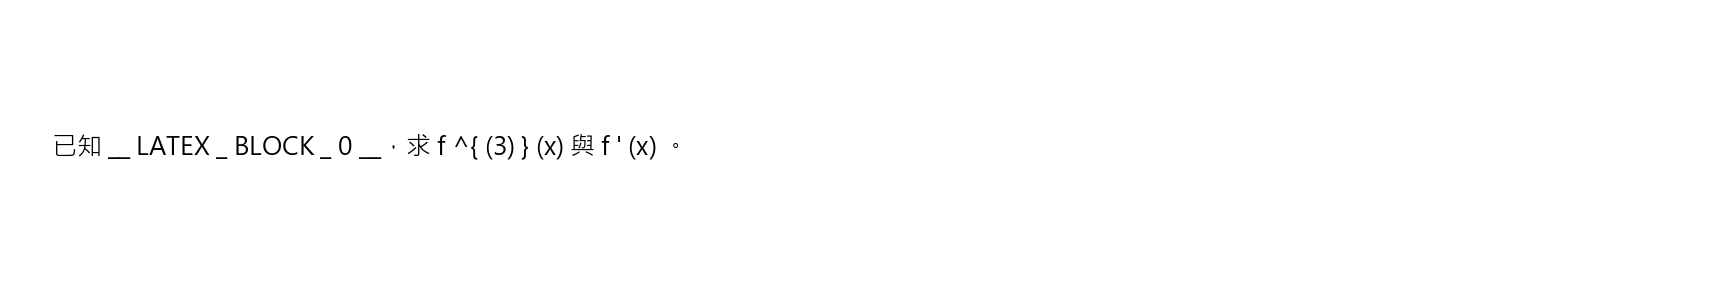 已知 __ LATEX _ BLOCK _ 0 __，求 f ^{ (3) } (x) 與 f ' (x) 。